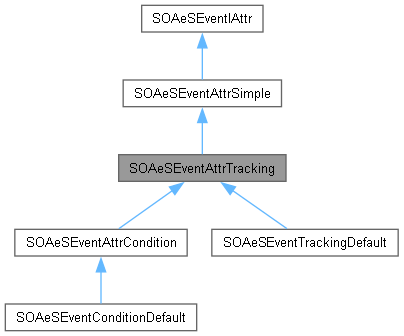 SOAeSEventIAttr
SOAeSEventAttrSimple
SOAeSEventAttrTracking
SOAeSEventAttrCondition
SOAeSEventTrackingDefault
SOAeSEventConditionDefault